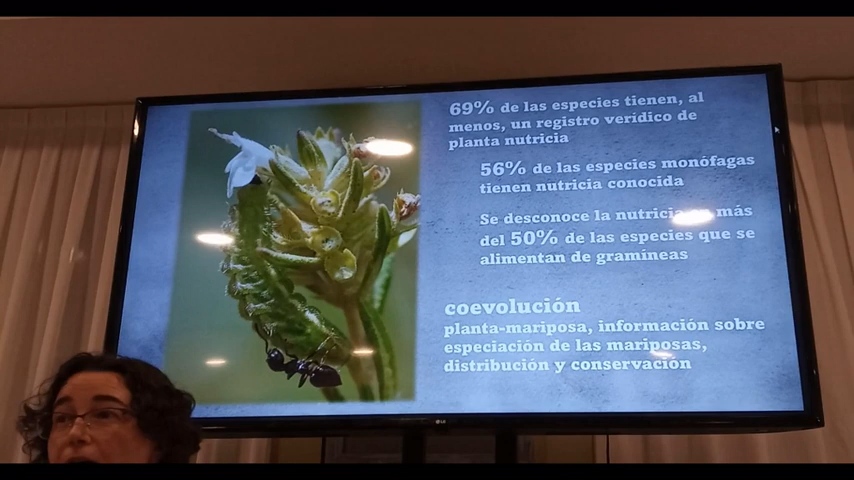 69% de las especies tienen, al
menos, un registro verídico de
planta nutricia
56% de las especies monófagas
tienen nutricia conocida
Se desconoce la nutricia más
del 50% de las especies que se
alimentan de gramíneas
coevolución
planta-mariposa, información sobre
especiación de las mariposas,
distribución y conservación
LG